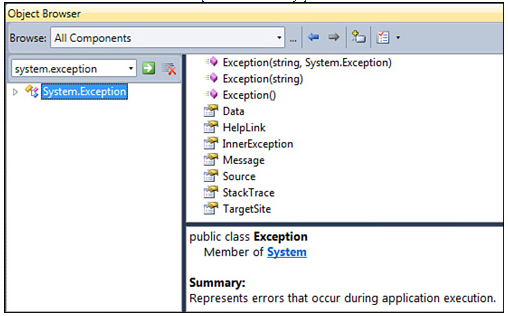 Object Browser
Browse: All Components ...
system.exception
System.Exception
Exception(string, System.Exception)
Exception(string)
Exception()
Data
HelpLink
InnerException
Message
Source
StackTrace
TargetSite
public class Exception
Member of System
Summary:
Represents errors that occur during application execution.